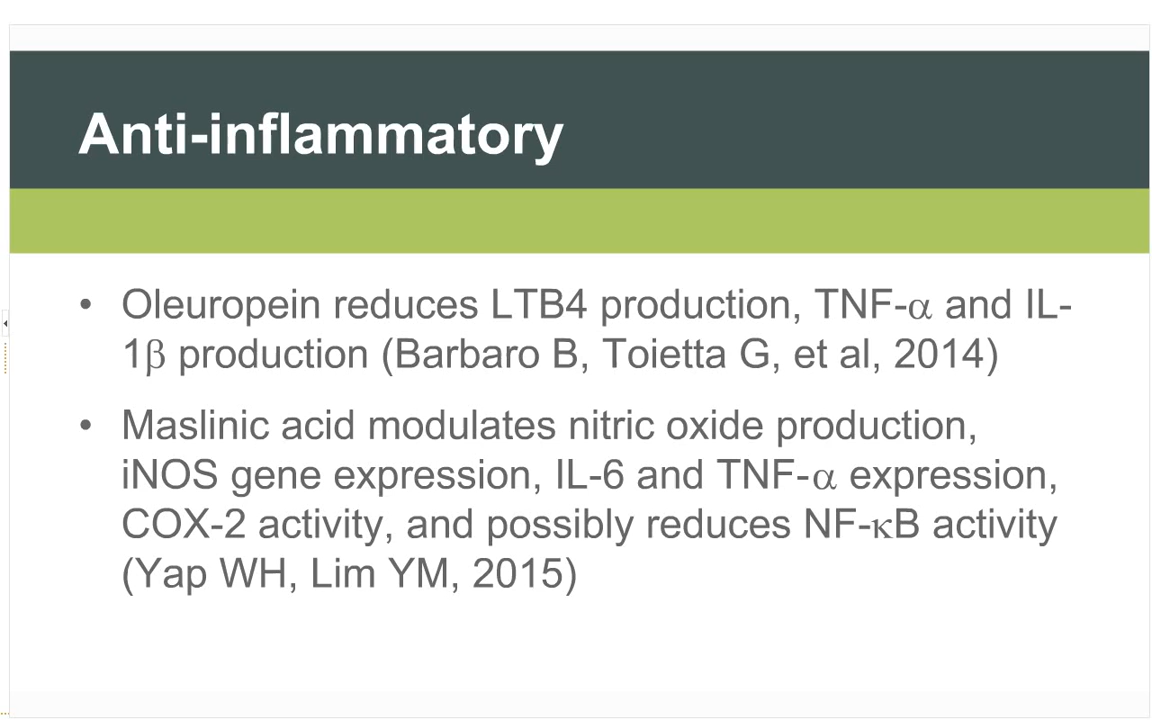 Anti-inflammatory
• Oleuropein reduces LTB4 production, TNF-α and IL-
1β production (Barbaro B, Toietta G, et al, 2014)
• Maslinic acid modulates nitric oxide production,
iNOS gene expression, IL-6 and TNF-α expression,
COX-2 activity, and possibly reduces NF-κB activity
(Yap WH, Lim YM, 2015)